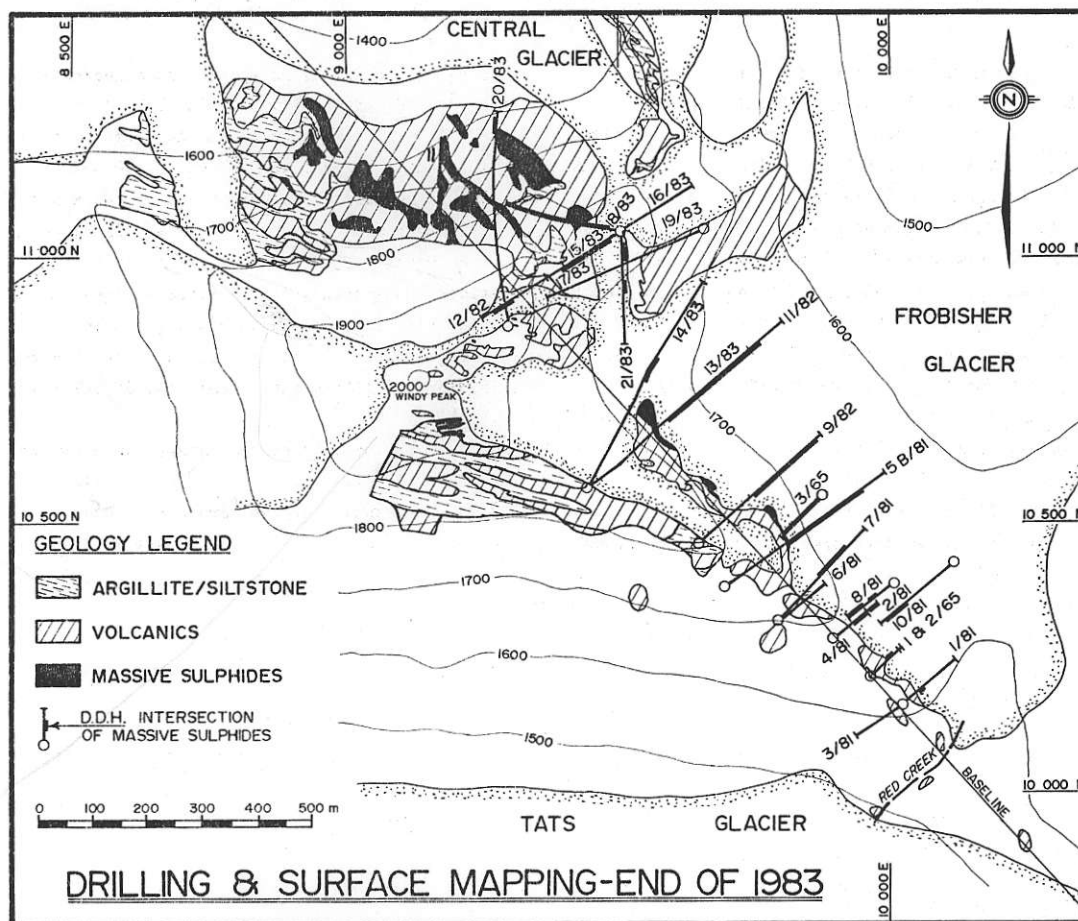 8 500 E
9 000 E
10 000 E
CENTRAL
GLACIER
1400
1500
20/83
1600
1700
11 000 N
1800
1900
16/83
18/83
19/83
15/83
17/83
12/82
11 000 N
14/83
11/82
13/83
21/83
1600
FROBISHER
GLACIER
2000
WINDY PEAK
1700
9/82
5 B/81
3/65
10 500 N
1800
7/81
10 500 N
GEOLOGY LEGEND
ARGILLITE/SILTSTONE
VOLCANICS
MASSIVE SULPHIDES
D.D.H. INTERSECTION
OF MASSIVE SULPHIDES
1700
6/81
8/81
2/81
10/81
1 & 2/65
4/81
1/81
1600
3/81
1500
RED CREEK
BASELINE
10 000 N
0 100 200 300 400 500 m
TATS GLACIER
10 000 E
DRILLING & SURFACE MAPPING-END OF 1983